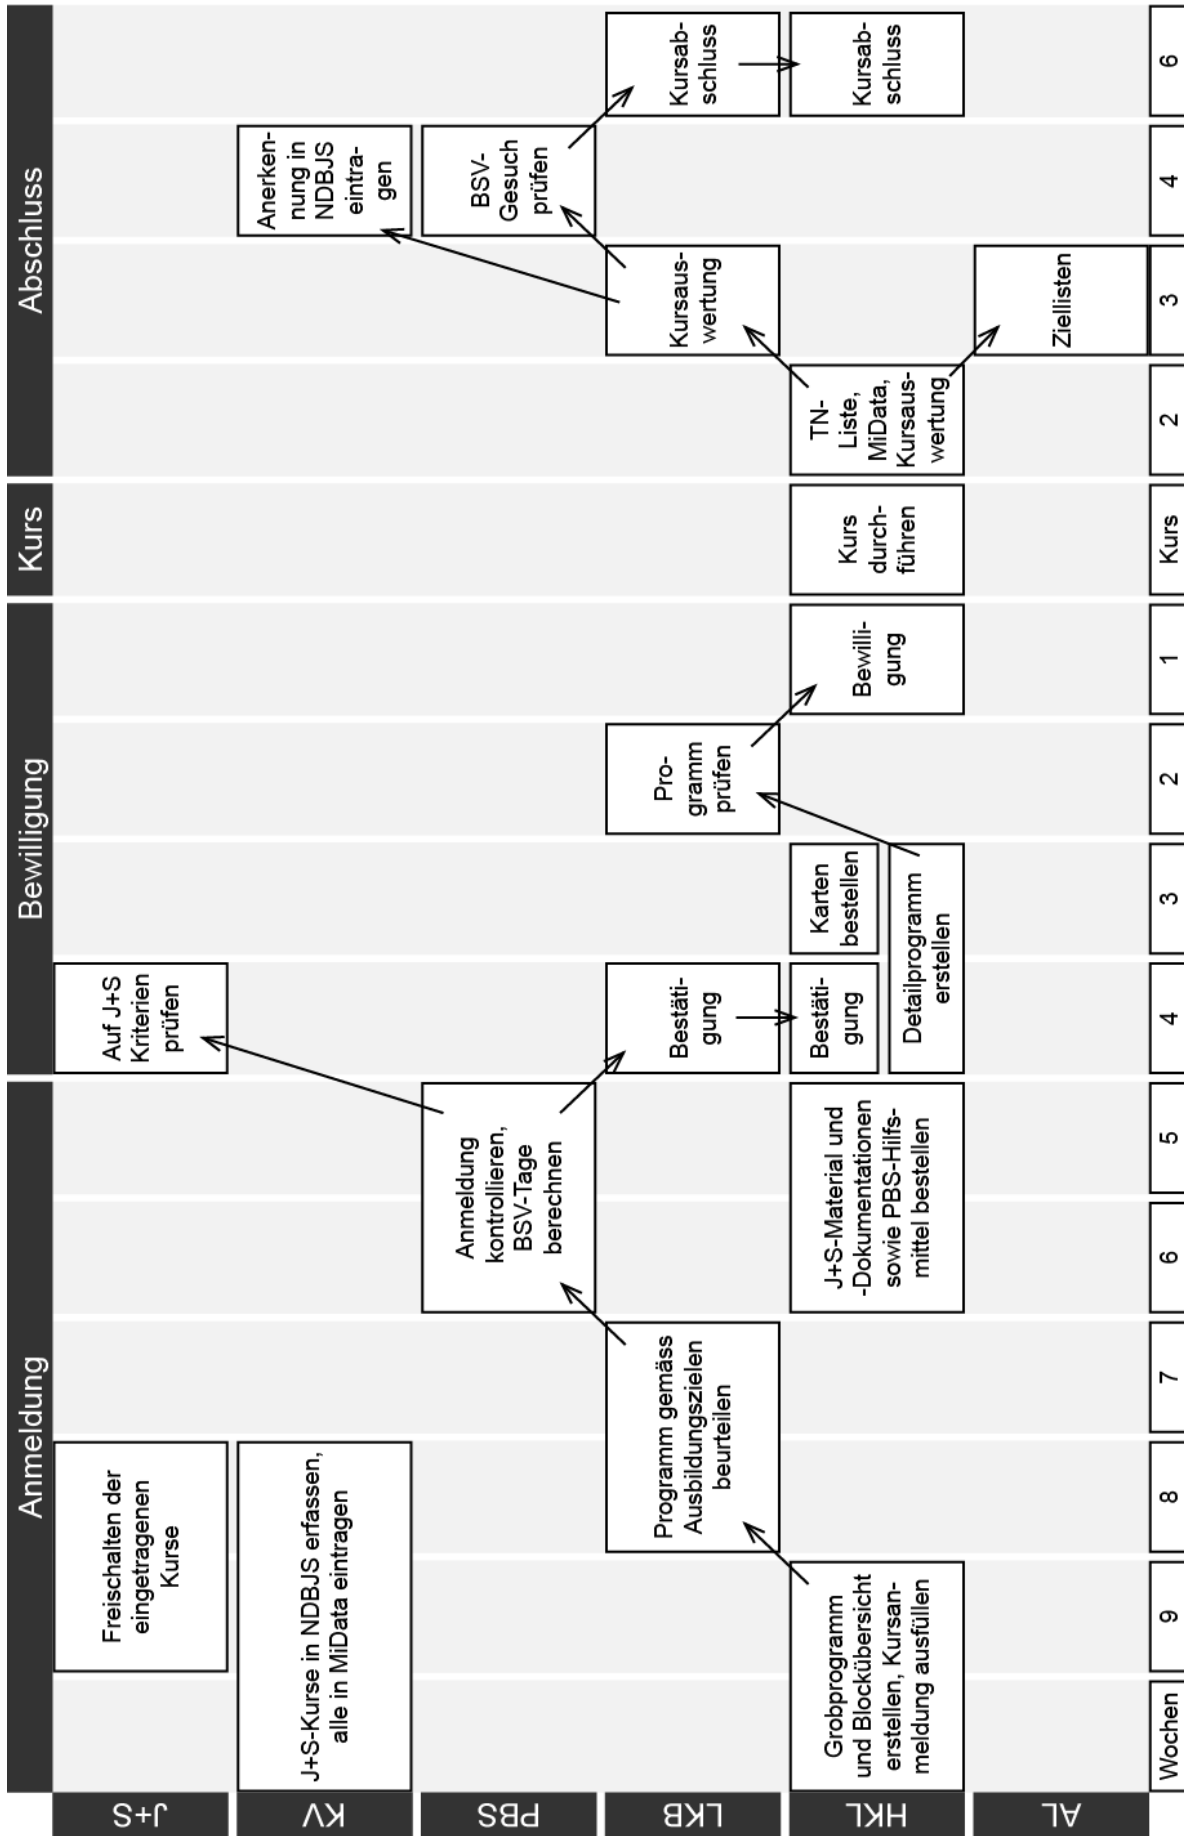 Anmeldung
Bewilligung
Kurs
Abschluss
J+S
Freischalten der
eingetragenen
Kurse
Auf J+S
Kriterien
prüfen
KV
J+S-Kurse in NDBJS erfassen,
alle in MiData eintragen
Anerken-
nung in
NDBJS
eintra-
gen
PBS
Anmeldung
kontrollieren,
BSV-Tage
berechnen
BSV-
Gesuch
prüfen
LKB
Programm gemäss
Ausbildungszielen
beurteilen
Bestäti-
gung
Pro-
gramm
prüfen
Kursaus-
wertung
Kursab-
schluss
HKL
Grobprogramm
und Blockübersicht
erstellen, Kursan-
meldung ausfüllen
J+S-Material und
-Dokumentationen
sowie PBS-Hilfs-
mittel bestellen
Bestäti-
gung
Karten
bestellen
Detailprogramm
erstellen
Bewilli-
gung
Kurs
durch-
führen
TN-
Liste,
MiData,
Kursaus-
wertung
Kursab-
schluss
AL
Ziellisten
Wochen
9
8
7
6
5
4
3
2
1
Kurs
2
3
4
6